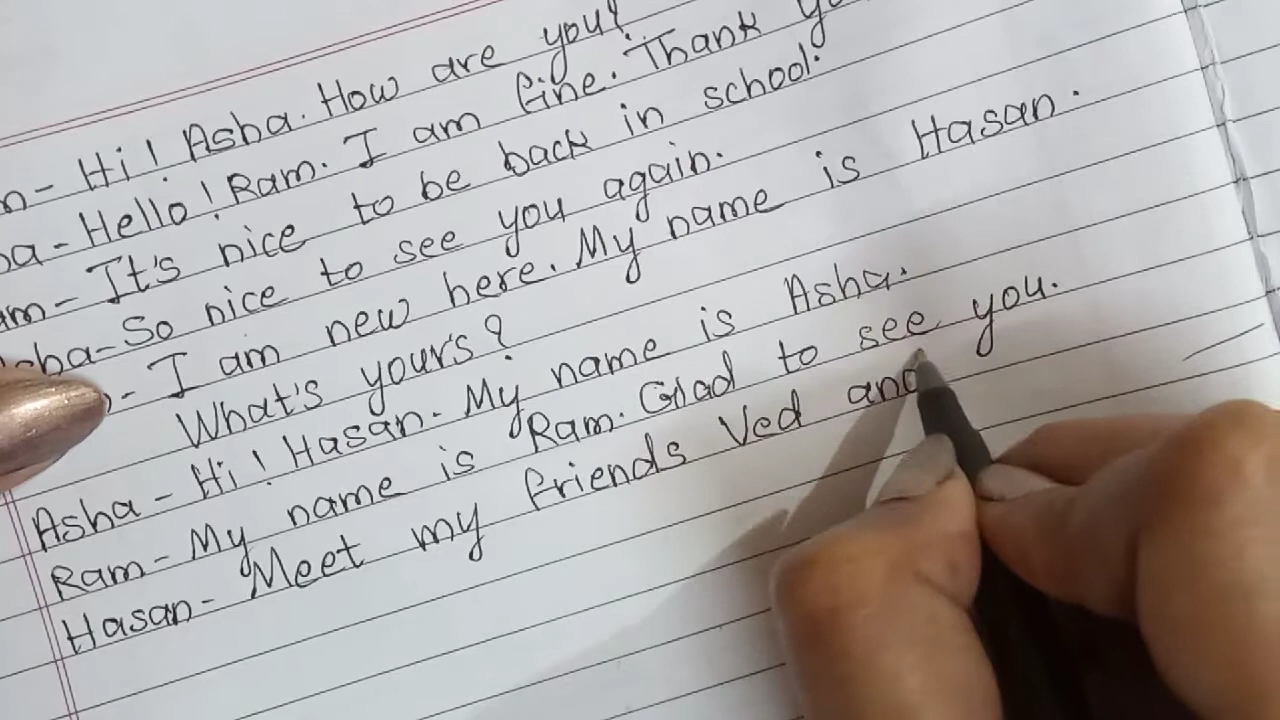 Hi! Asha. How are you?
Hello! Ram. I am fine. Thank
It's nice to be back in school.
So nice to see you again.
I am new here. My name is Hasan.
What's your's?
Asha - Hi! Hasan. My name is Asha.
Ram - My name is Ram. Glad to see you.
Hasan - Meet my friends Ved and